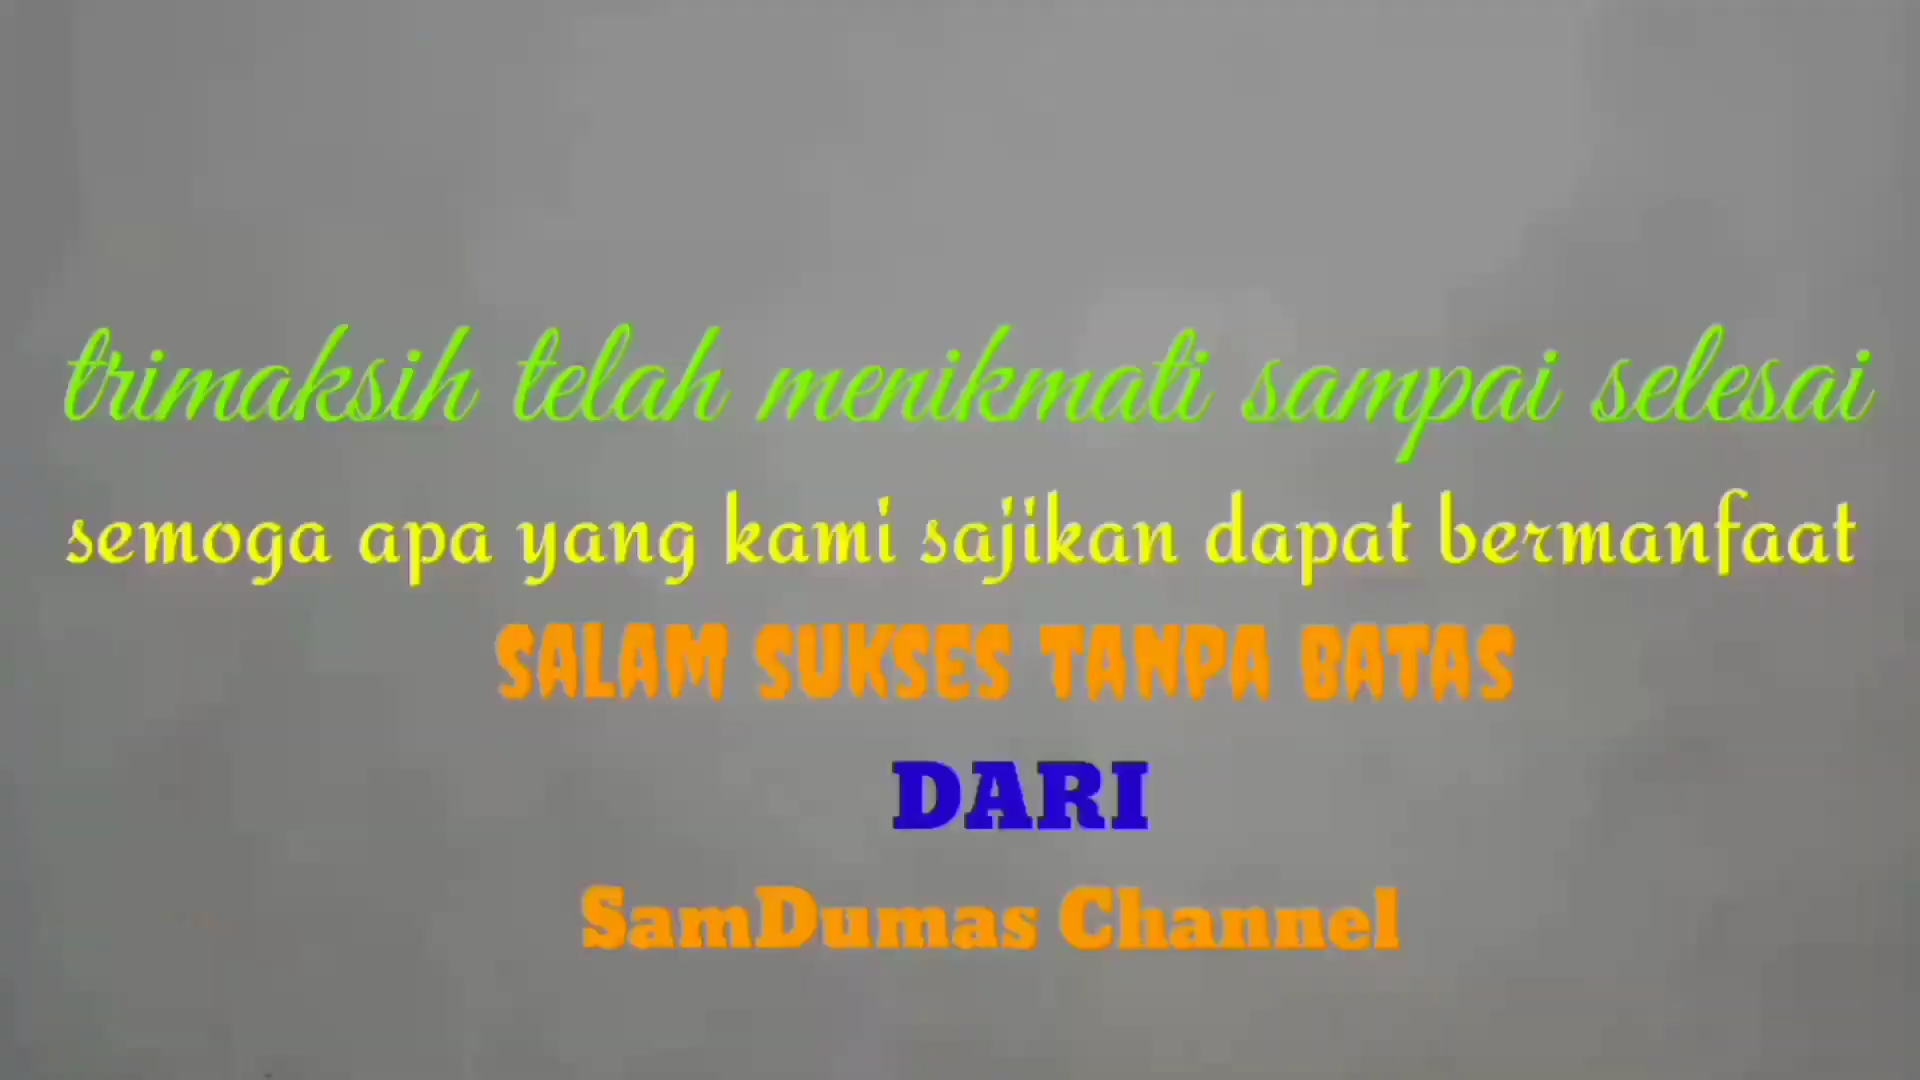 trimaksih telah menikmati sampai selesai
semoga apa yang kami sajikan dapat bermanfaat
SALAM SUKSES TANPA BATAS
DARI
SamDumas Channel